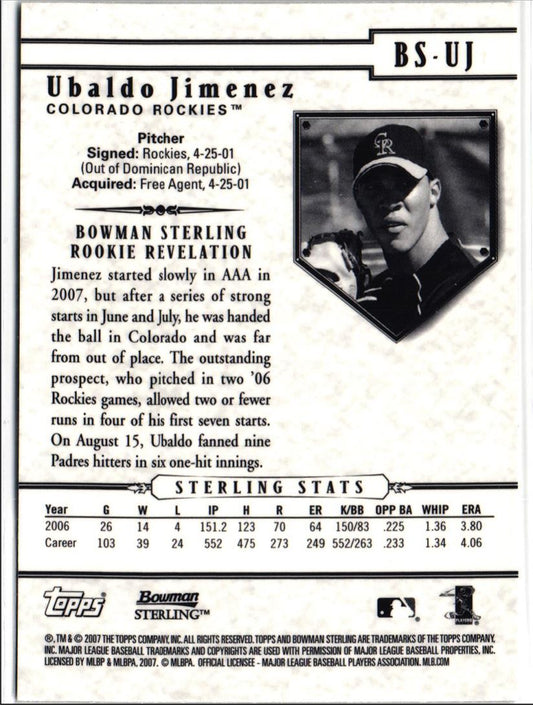 BS-UJ
Ubaldo Jimenez
COLORADO ROCKIES™
Pitcher
Signed: Rockies, 4-25-01
(Out of Dominican Republic)
Acquired: Free Agent, 4-25-01
BOWMAN STERLING
ROOKIE REVELATION
Jimenez started slowly in AAA in
2007, but after a series of strong
starts in June and July, he was handed
the ball in Colorado and was far
from out of place. The outstanding
prospect, who pitched in two '06
Rockies games, allowed two or fewer
runs in four of his first seven starts.
On August 15, Ubaldo fanned nine
Padres hitters in six one-hit innings.
CR
STERLING STATS
Year G W L IP H R ER K/BB OPP BA WHIP ERA
2006 26 14 4 151.2 123 70 64 150/83 .225 1.36 3.80
Career 103 39 24 552 475 273 249 552/263 .233 1.34 4.06
Topps Bowman
STERLING™
PLAYERS
®, TM & © 2007 THE TOPPS COMPANY, INC. ALL RIGHTS RESERVED. TOPPS AND BOWMAN STERLING ARE TRADEMARKS OF THE TOPPS COMPANY,
INC. MAJOR LEAGUE BASEBALL TRADEMARKS AND COPYRIGHTS ARE USED WITH PERMISSION OF MAJOR LEAGUE BASEBALL PROPERTIES, INC.
LICENSED BY MLBP & MLBPA, 2007. © MLBPA. OFFICIAL LICENSEE - MAJOR LEAGUE BASEBALL PLAYERS ASSOCIATION. MLB.COM